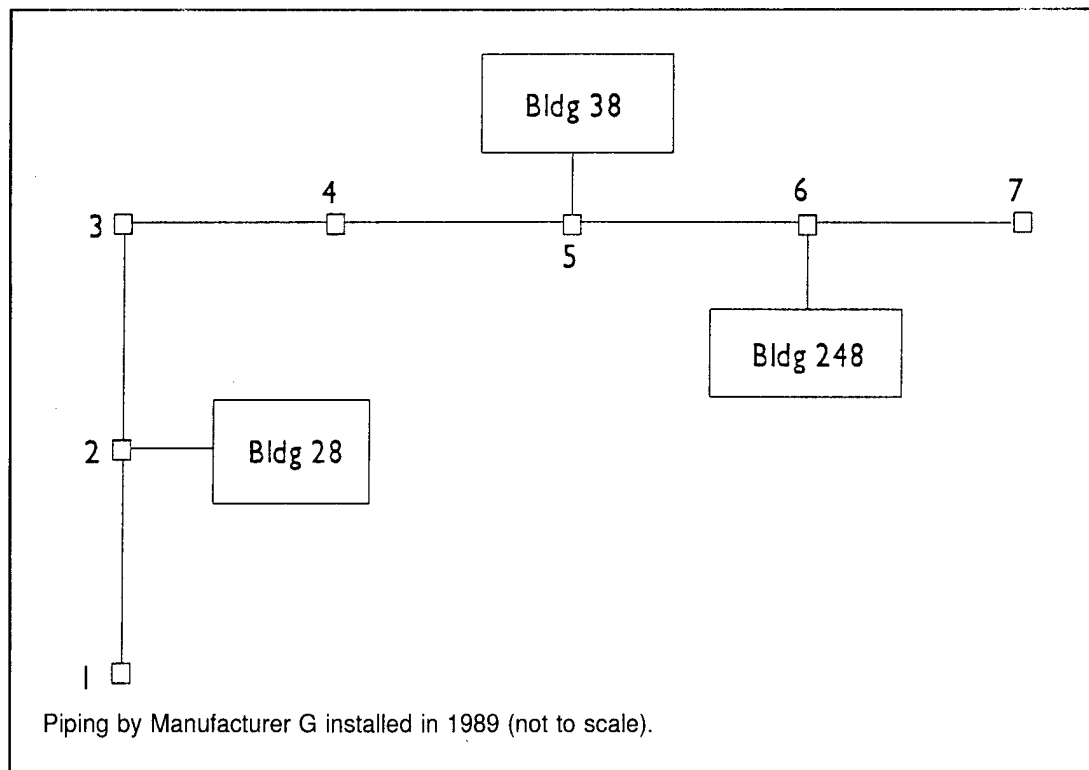 Bldg 38
4
6
7
3
5
Bldg 248
2
Bldg 28
1
Piping by Manufacturer G installed in 1989 (not to scale).